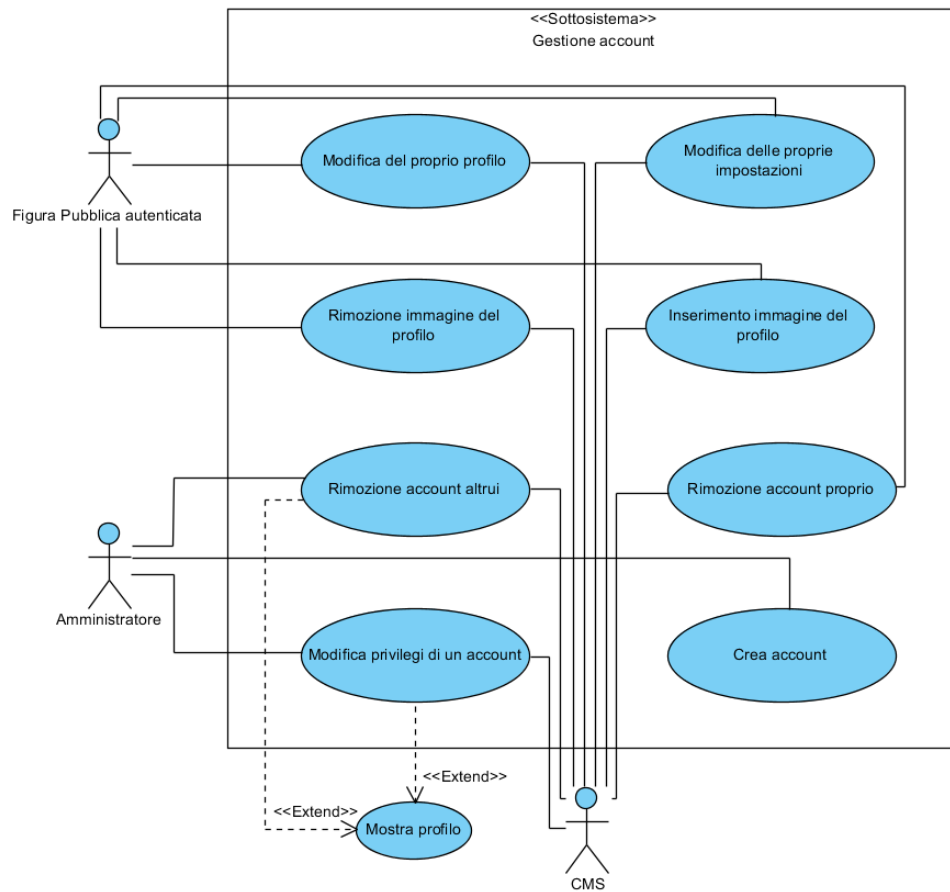 <<Sottosistema>>
Gestione account
Modifica del proprio profilo
Modifica delle proprie
impostazioni
Figura Pubblica autenticata
Rimozione immagine del
profilo
Inserimento immagine del
profilo
Rimozione account altrui
Rimozione account proprio
Amministratore
Modifica privilegi di un account
Crea account
<<Extend>>
<<Extend>>
Mostra profilo
CMS